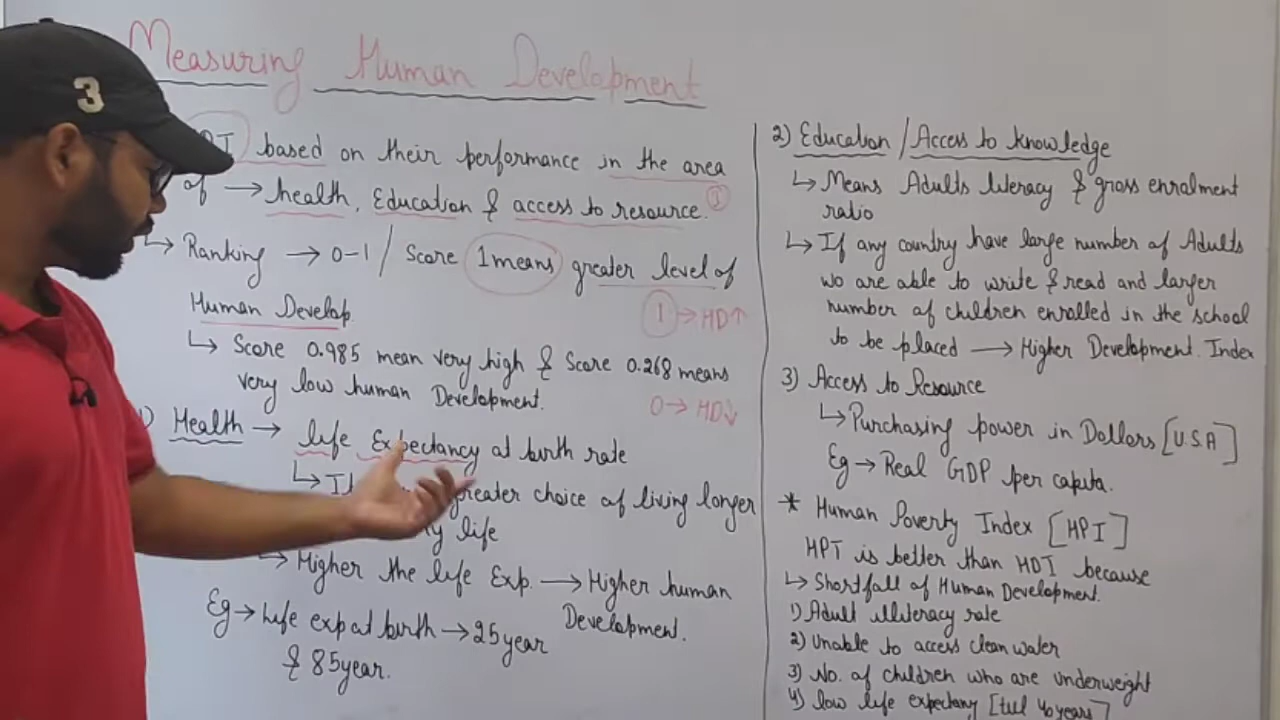 3
Measuring Human Development
based on their performance in the area
of → health, Education & access to resource. 1
↳ Ranking → 0-1 / Score 1 means greater level of
Human Develop.
1 → HD↑
↳ Score 0.985 mean very high & Score 0.268 means
very low human Development.
0 → HD↓
1) Health → life Expectancy at birth rate
↳ greater choice of living longer
life
↳ Higher the life Exp. → Higher human
Development.
Eg → life exp at birth → 25 year
& 85 year.
2) Education / Access to Knowledge
↳ Means Adults literacy & gross enrolment
ratio
↳ If any country have large number of Adults
wo are able to write & read and larger
number of children enrolled in the school
to be placed → Higher Development Index
3) Access to Resource
↳ Purchasing power in Dollars [U.S.A]
Eg → Real GDP per capita.
* Human Poverty Index [HPI]
HPI is better than HDI because
↳ Shortfall of Human Development.
1) Adult illiteracy rate
2) Unable to access clean water
3) No. of children who are underweight
4) low life expectany [till 40 years]